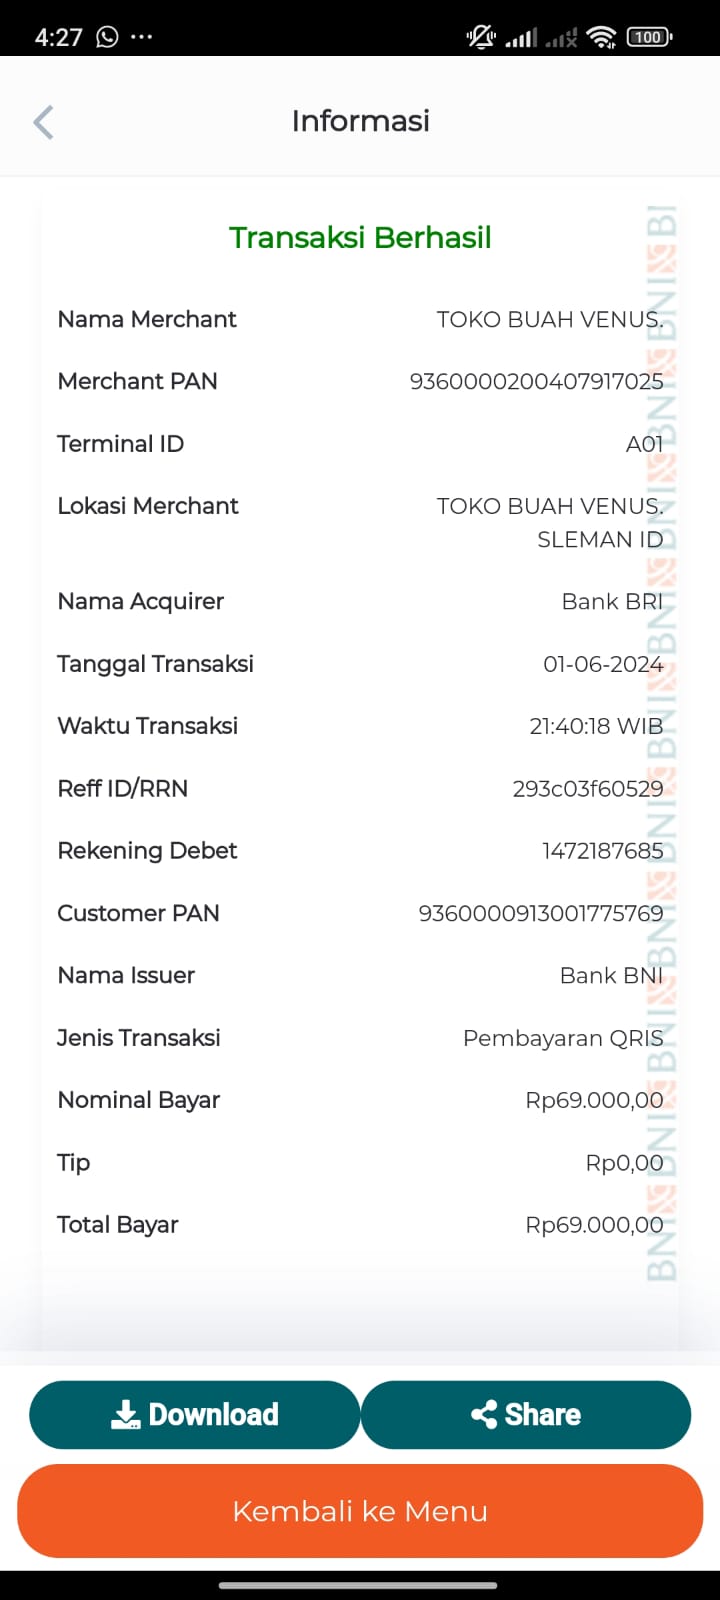 4:27
100
Informasi
Transaksi Berhasil
Nama Merchant TOKO BUAH VENUS.
Merchant PAN 9360000200407917025
Terminal ID A01
Lokasi Merchant TOKO BUAH VENUS.
SLEMAN ID
Nama Acquirer Bank BRI
Tanggal Transaksi 01-06-2024
Waktu Transaksi 21:40:18 WIB
Reff ID/RRN 293c03f60529
Rekening Debet 1472187685
Customer PAN 9360000913001775769
Nama Issuer Bank BNI
Jenis Transaksi Pembayaran QRIS
Nominal Bayar Rp69.000,00
Tip Rp0,00
Total Bayar Rp69.000,00
BNI BNI BNI BNI BNI BNI BNI BNI BNI BNI BI
Download Share
Kembali ke Menu